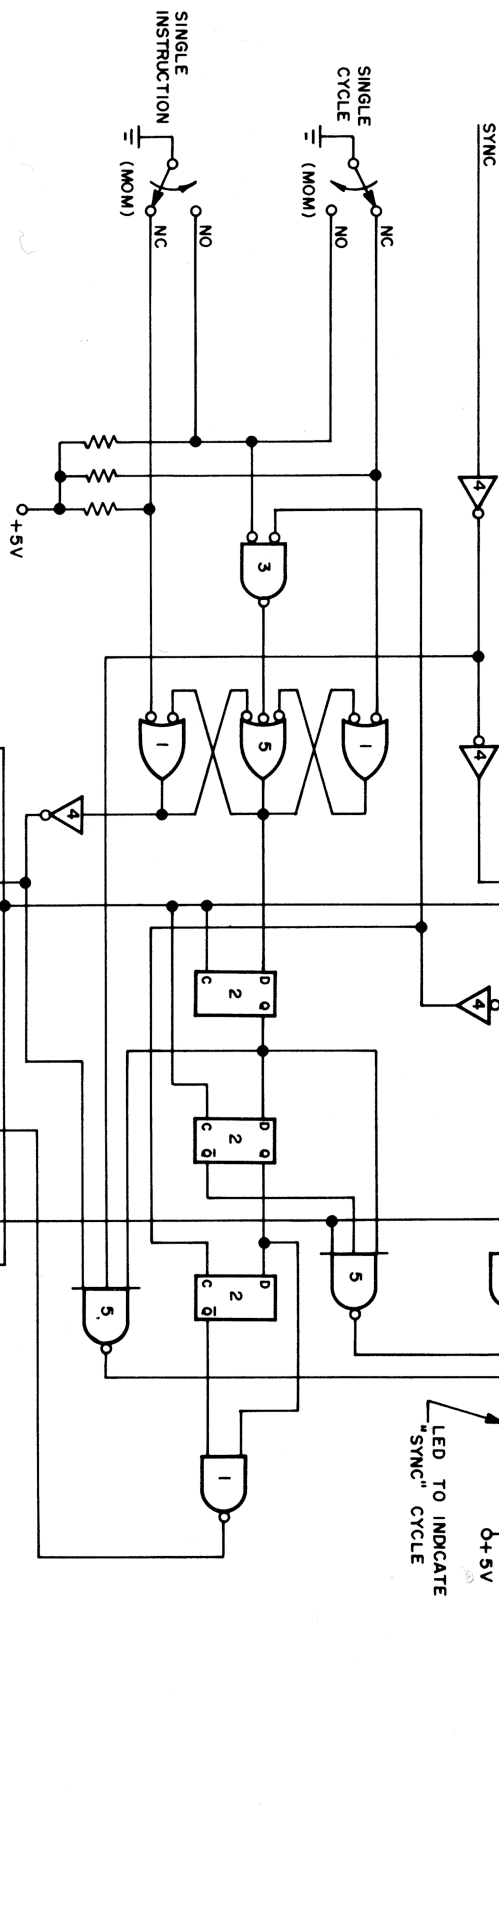 SYNC
SINGLE
CYCLE
(MOM)
NC
NO
SINGLE
INSTRUCTION
(MOM)
NO
NC
+5V
4
4
3
1
5
1
4
4
D
Q
C
2
D
Q
C
Q
2
D
C
Q
2
5
5
1
LED TO INDICATE
"SYNC" CYCLE
+5V